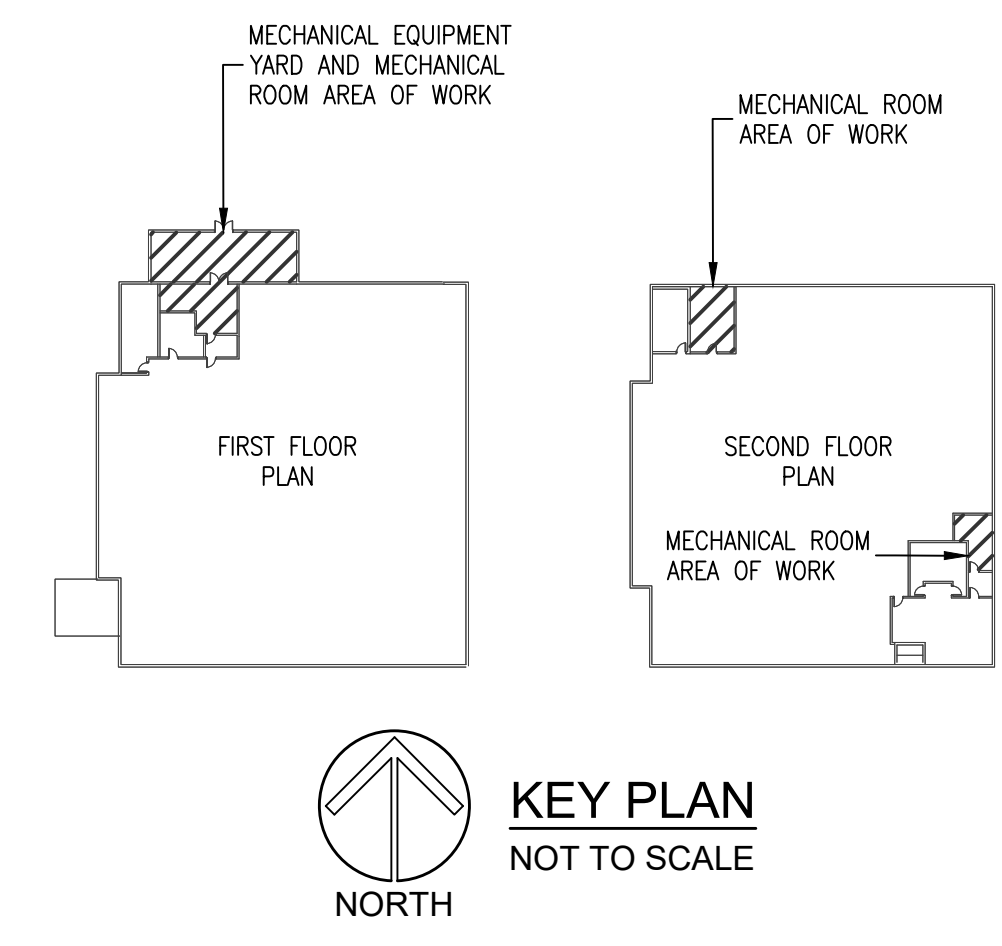 MECHANICAL EQUIPMENT
YARD AND MECHANICAL
ROOM AREA OF WORK
MECHANICAL ROOM
AREA OF WORK
FIRST FLOOR
PLAN
SECOND FLOOR
PLAN
MECHANICAL ROOM
AREA OF WORK
KEY PLAN
NOT TO SCALE
NORTH